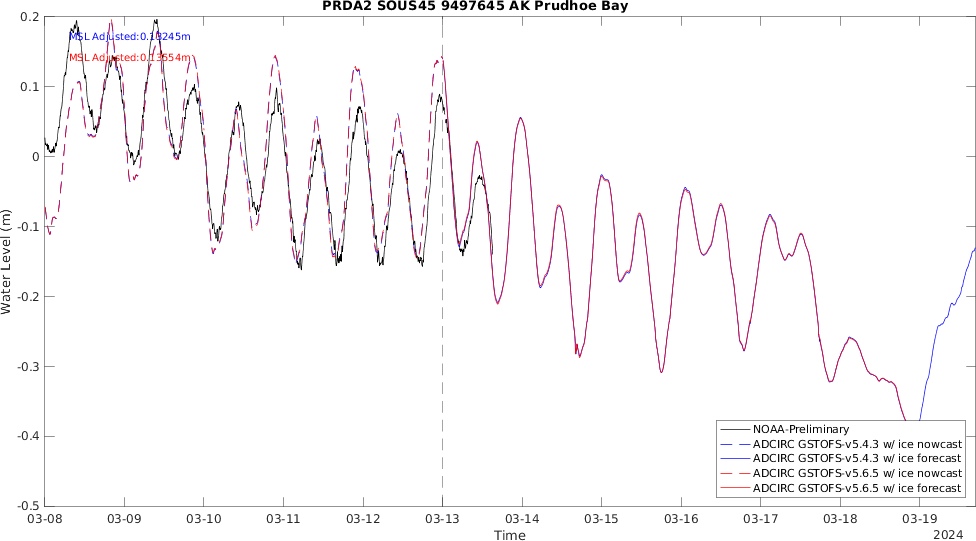 PRDA2 SOUS45 9497645 AK Prudhoe Bay
0.2
0.1
0
-0.1
-0.2
-0.3
-0.4
-0.5
Water Level (m)
MSL Adjusted:0.13245m
MSL Adjusted:0.13554m
NOAA-Preliminary
ADCIRC GSTOFS-v5.4.3 w/ ice nowcast
ADCIRC GSTOFS-v5.4.3 w/ ice forecast
ADCIRC GSTOFS-v5.6.5 w/ ice nowcast
ADCIRC GSTOFS-v5.6.5 w/ ice forecast
03-08 03-09 03-10 03-11 03-12 03-13 03-14 03-15 03-16 03-17 03-18 03-19
Time
2024